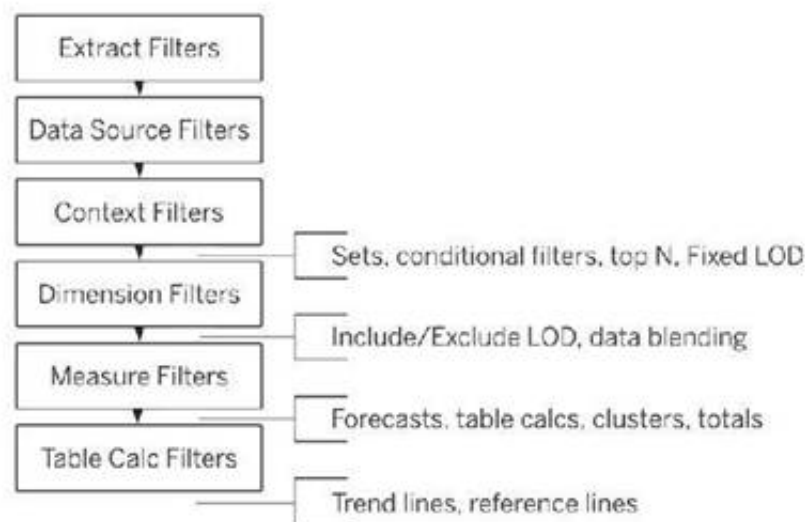 Extract Filters
Data Source Filters
Context Filters
Sets, conditional filters, top N, Fixed LOD
Dimension Filters
Include/Exclude LOD, data blending
Measure Filters
Forecasts, table calcs, clusters, totals
Table Calc Filters
Trend lines, reference lines